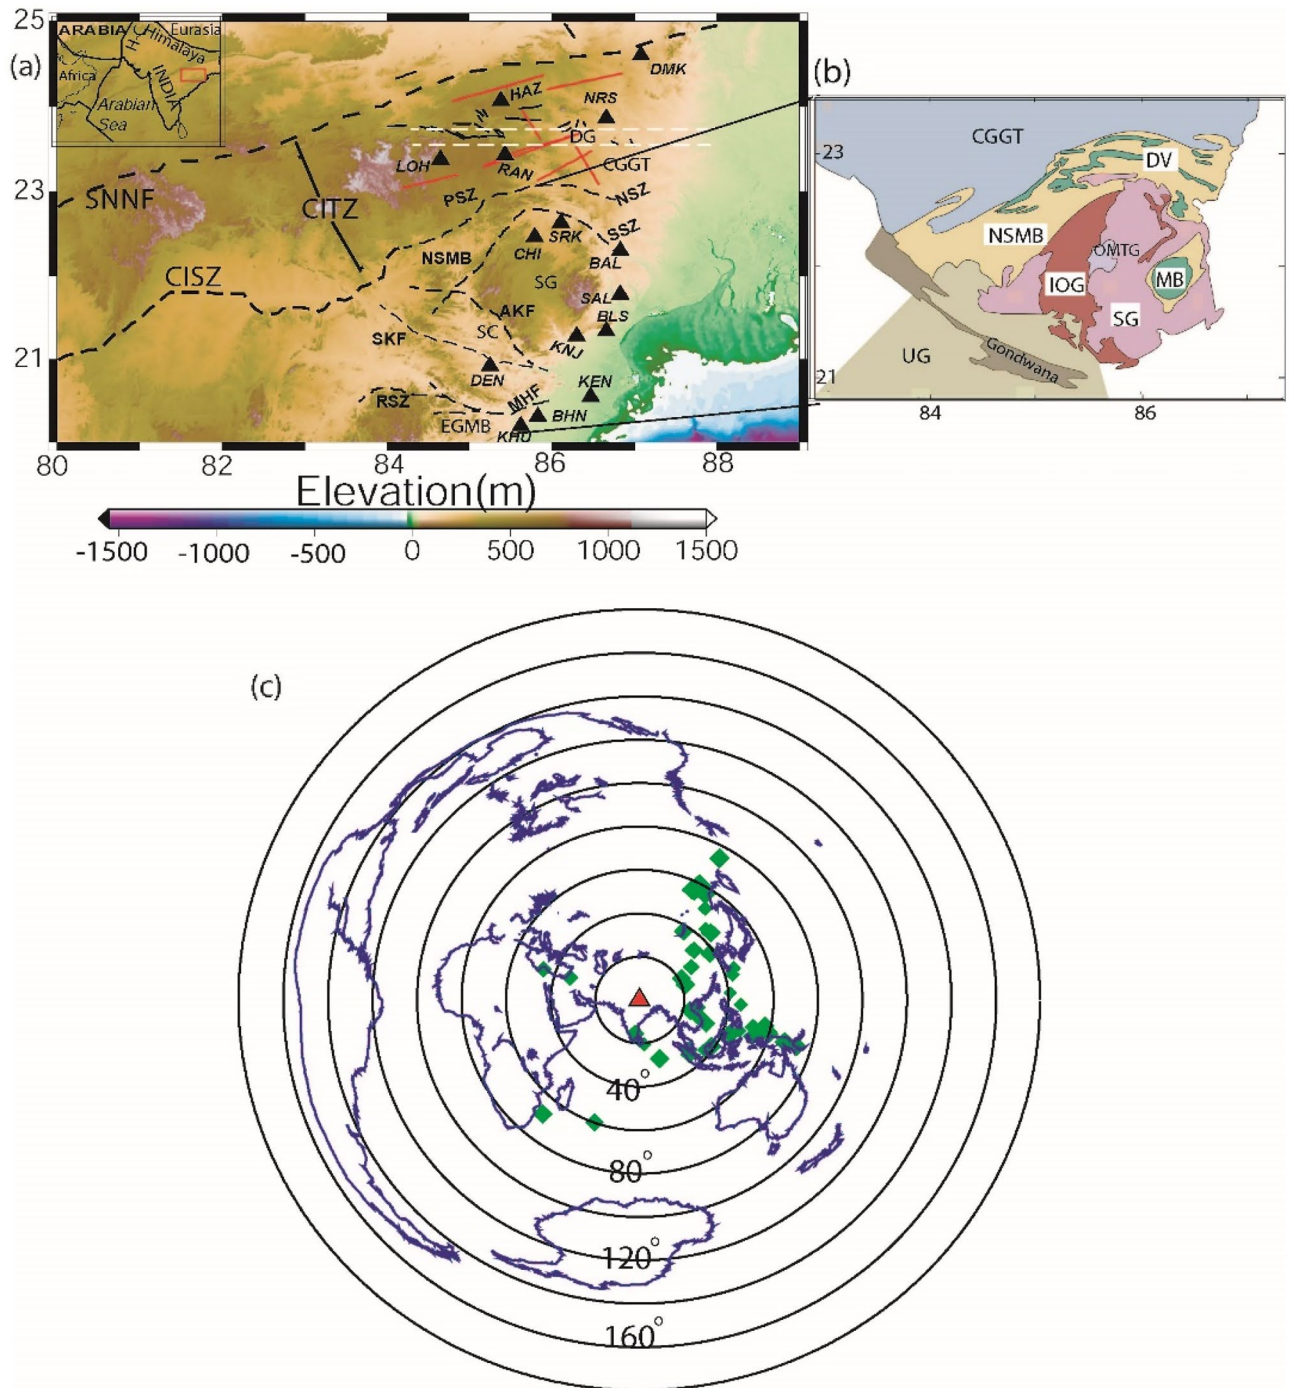 25
(a)
ARABIA
Himalaya
Eurasia
H
Africa
INDIA
Arabian
Sea
DMK
HAZ
NRS
M
DG
LOH
RAN
CGGT
23
SNNF
CITZ
PSZ
NSZ
SRK
SSZ
CHI
NSMB
BAL
CISZ
SG
SAL
AKF
BLS
SC
SKF
KNJ
21
DEN
KEN
RSZ
MHF
BHN
EGMB
KHU
80 82 84 86 88
Elevation(m)
-1500 -1000 -500 0 500 1000 1500
(b)
CGGT
23
DV
NSMB
OMTG
IOG
MB
SG
UG
Gondwana
21
84 86
(c)
40°
80°
120°
160°